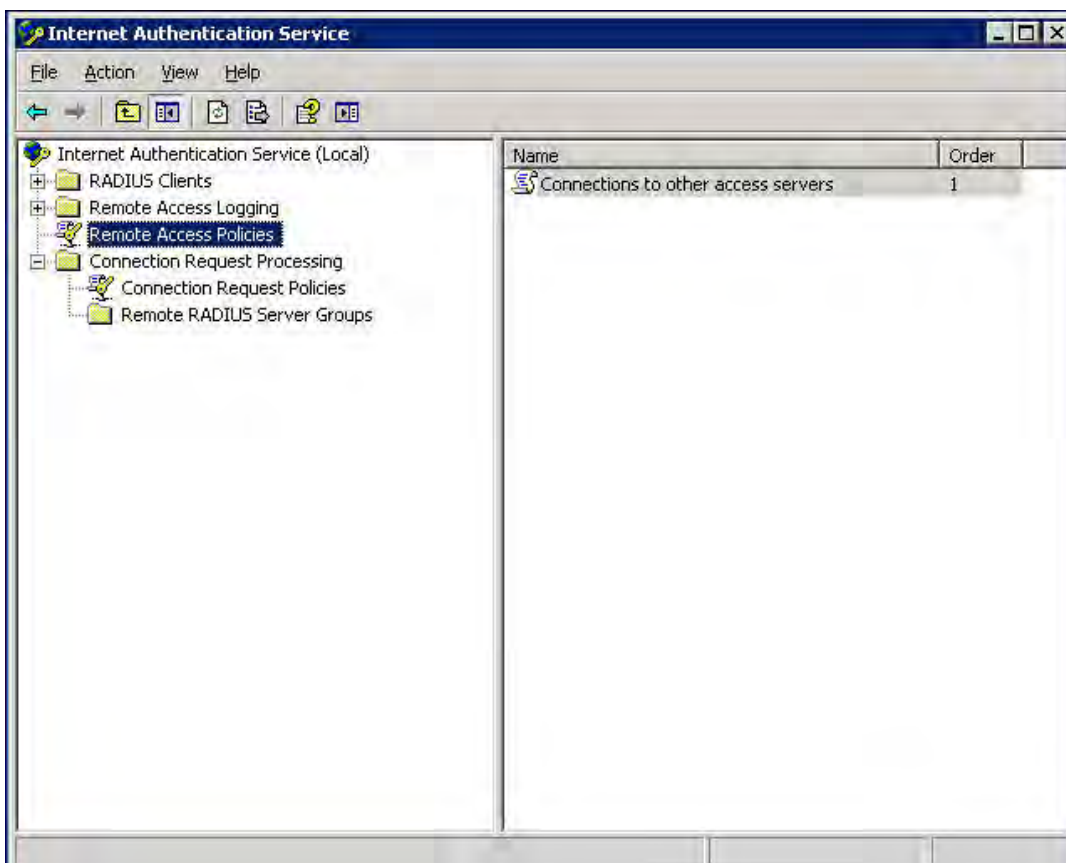 Internet Authentication Service
File Action View Help
Internet Authentication Service (Local)
RADIUS Clients
Remote Access Logging
Remote Access Policies
Connection Request Processing
Connection Request Policies
Remote RADIUS Server Groups
Name Order
Connections to other access servers 1